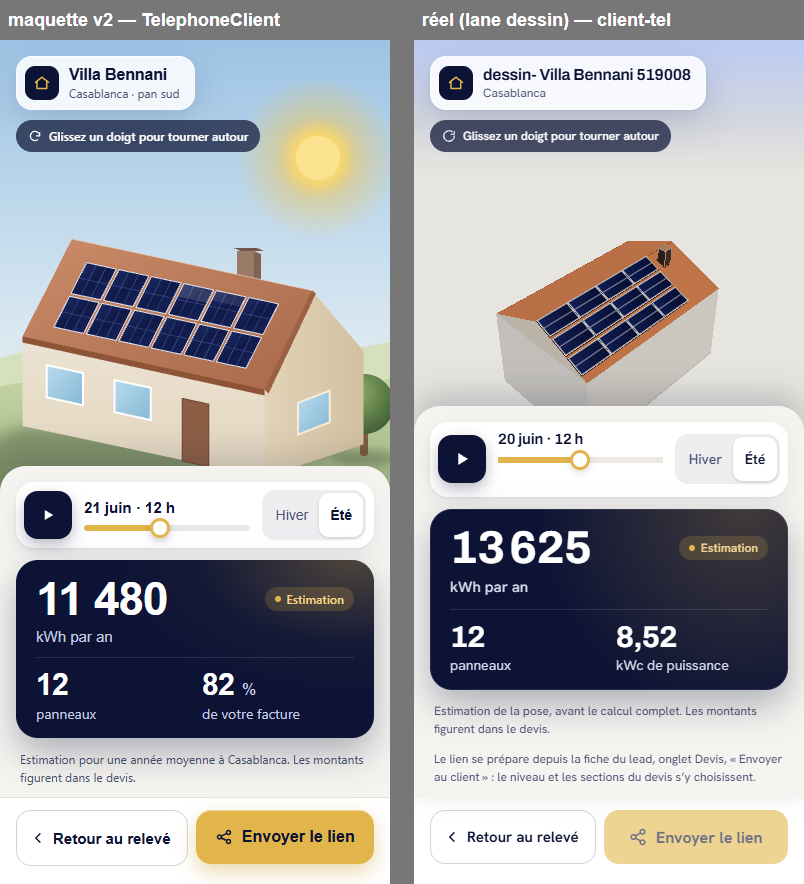 maquette v2 — TelephoneClient
Villa Bennani
Casablanca · pan sud
Glissez un doigt pour tourner autour
21 juin · 12 h
Hiver
Été
11 480
Estimation
kWh par an
12
82 %
panneaux
de votre facture
Estimation pour une année moyenne à Casablanca. Les montants
figurent dans le devis.
Retour au relevé
Envoyer le lien
réel (lane dessin) — client-tel
dessin- Villa Bennani 519008
Casablanca
Glissez un doigt pour tourner autour
20 juin · 12 h
Hiver
Été
13 625
Estimation
kWh par an
12
8,52
panneaux
kWc de puissance
Estimation de la pose, avant le calcul complet. Les montants
figurent dans le devis.
Le lien se prépare depuis la fiche du lead, onglet Devis, « Envoyer
au client » : le niveau et les sections du devis s’y choisissent.
Retour au relevé
Envoyer le lien